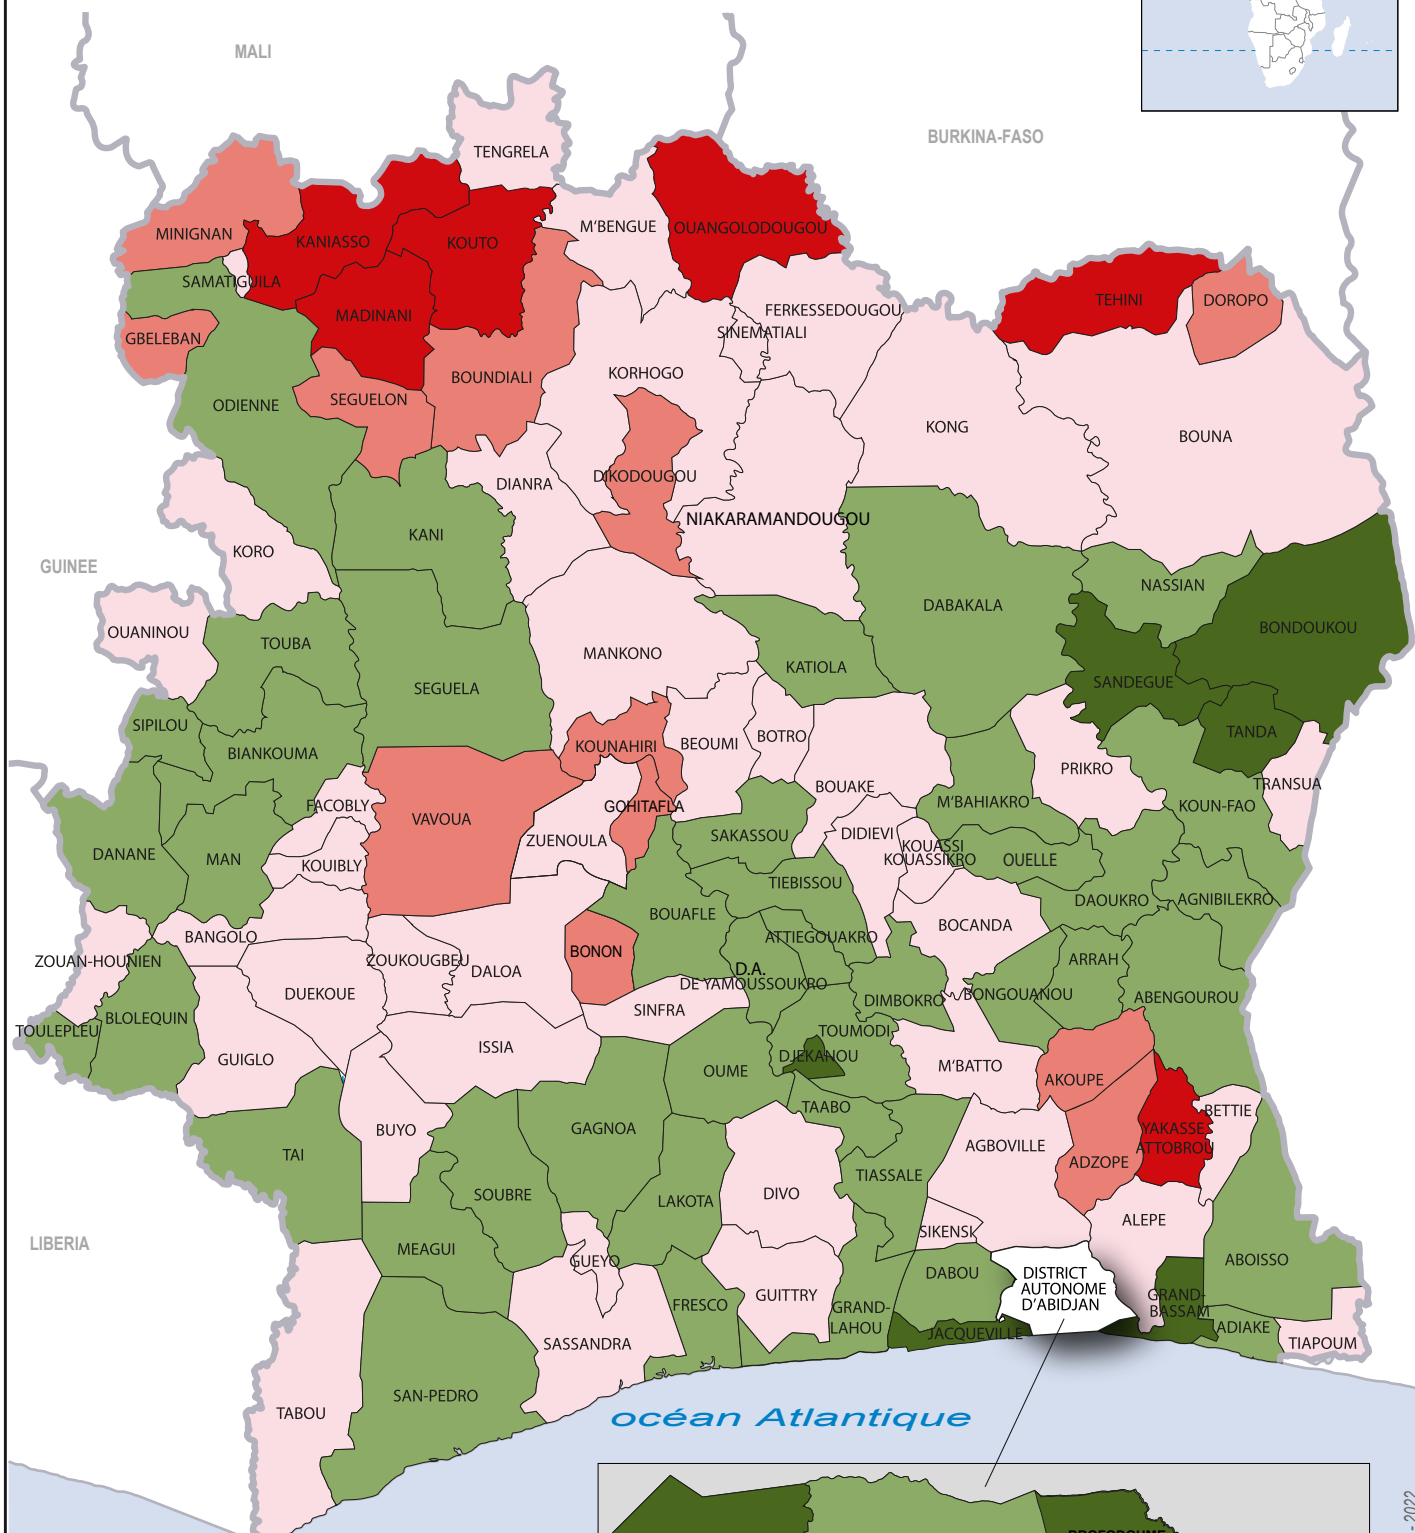 MALI
BURKINA-FASO
TENGRELA
MINIGNAN
KANIASSO
KOUTO
M'BENGUE
OUANGOLODOUGOU
SAMATIGUILA
MADINANI
TEHINI
DOROPO
FERKESSEDOUGOU
SINEMATIALI
GBELEBAN
BOUNDIALI
KORHOGO
SEGUELON
ODIENNE
KONG
BOUNA
DIKODOUGOU
DIANRA
NIAKARAMANDOUGOU
KANI
KORO
GUINEE
NASSIAN
DABAKALA
BONDOUKOU
OUANINOU
TOUBA
MANKONO
KATIOLA
SEGUELA
SANDEGUE
SIPILOU
TANDA
BIANKOUMA
KOUNAHIRI
BEOUMI
BOTRO
PRIKRO
TRANSUA
BOUAKE
FACOBLY
GOHITAFLA
M'BAHIAKRO
KOUN-FAO
VAVOUA
ZUENOULA
SAKASSOU
DIDIEVI
KOUASSI
KOUASSIKRO
OUELLE
DANANE
MAN
KOUIBLY
TIEBISSOU
DAOUKRO
AGNIBILEKRO
BOUAFLE
BOCANDA
BANGOLO
ATTIEGOUAKRO
BONON
ZOUAN-HOUNIEN
ZOUKOUGBEU
DALOA
D.A.
DE YAMOUSSOUKRO
ARRAH
DUEKOUE
BONGOUANOU
ABENGOUROU
DIMBOKRO
SINFRA
BLOLEQUIN
TOULEPLEU
TOUMODI
ISSIA
GUIGLO
DJEKANOU
OUME
M'BATTO
AKOUPE
TAABO
BETTIE
BUYO
GAGNOA
YAKASSE
ATTOBROU
AGBOVILLE
TAI
ADZOPE
TIASSALE
SOUBRE
LAKOTA
DIVO
ALEPE
SIKENSI
LIBERIA
MEAGUI
GUEYO
ABOISSO
DABOU
DISTRICT
AUTONOME
D'ABIDJAN
GUITTRY
FRESCO
GRAND-
LAHOU
GRAND-
BASSAM
JACQUEVILLE
ADIAKE
SASSANDRA
TIAPOUM
SAN-PEDRO
TABOU
océan Atlantique
- 2022